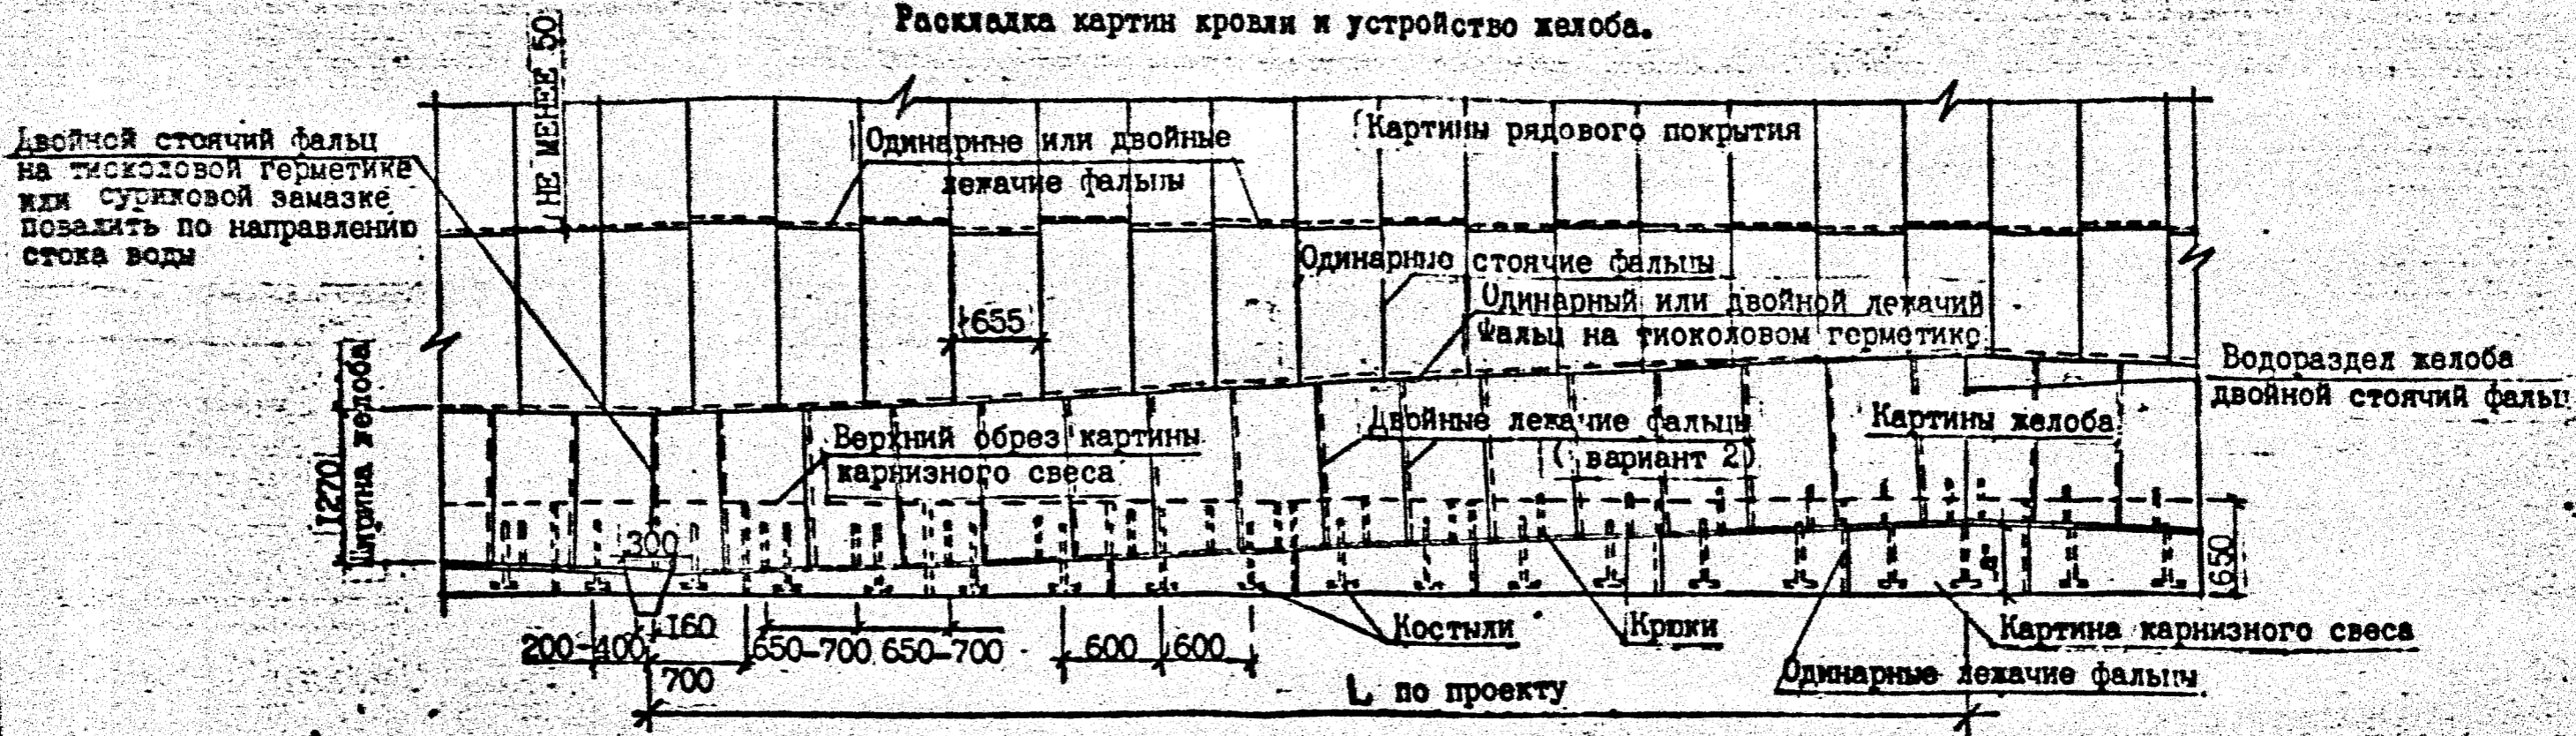 Раскладка картин кровли и устройство желоба.
НЕ МЕНЕЕ 50
Двойной стоячий фальц
на тиоколовой герметике
или суриковой замазке
повалить по направлению
стока воды
Одинарные или двойные
лежачие фальцы
Картины рядового покрытия
Одинарные стоячие фальцы
Одинарный или двойной лежачий
фальц на тиоколовом герметике
655
Водораздел желоба
двойной стоячий фальц
1270
Ширина желоба
Верхний обрез картины
карнизного свеса
Двойные лежачие фальцы
( вариант 2)
Картины желоба
300
650
160
200-400
700
650-700 650-700
600 600
Костыли
Крюки
Картина карнизного свеса
Одинарные лежачие фальцы
L по проекту